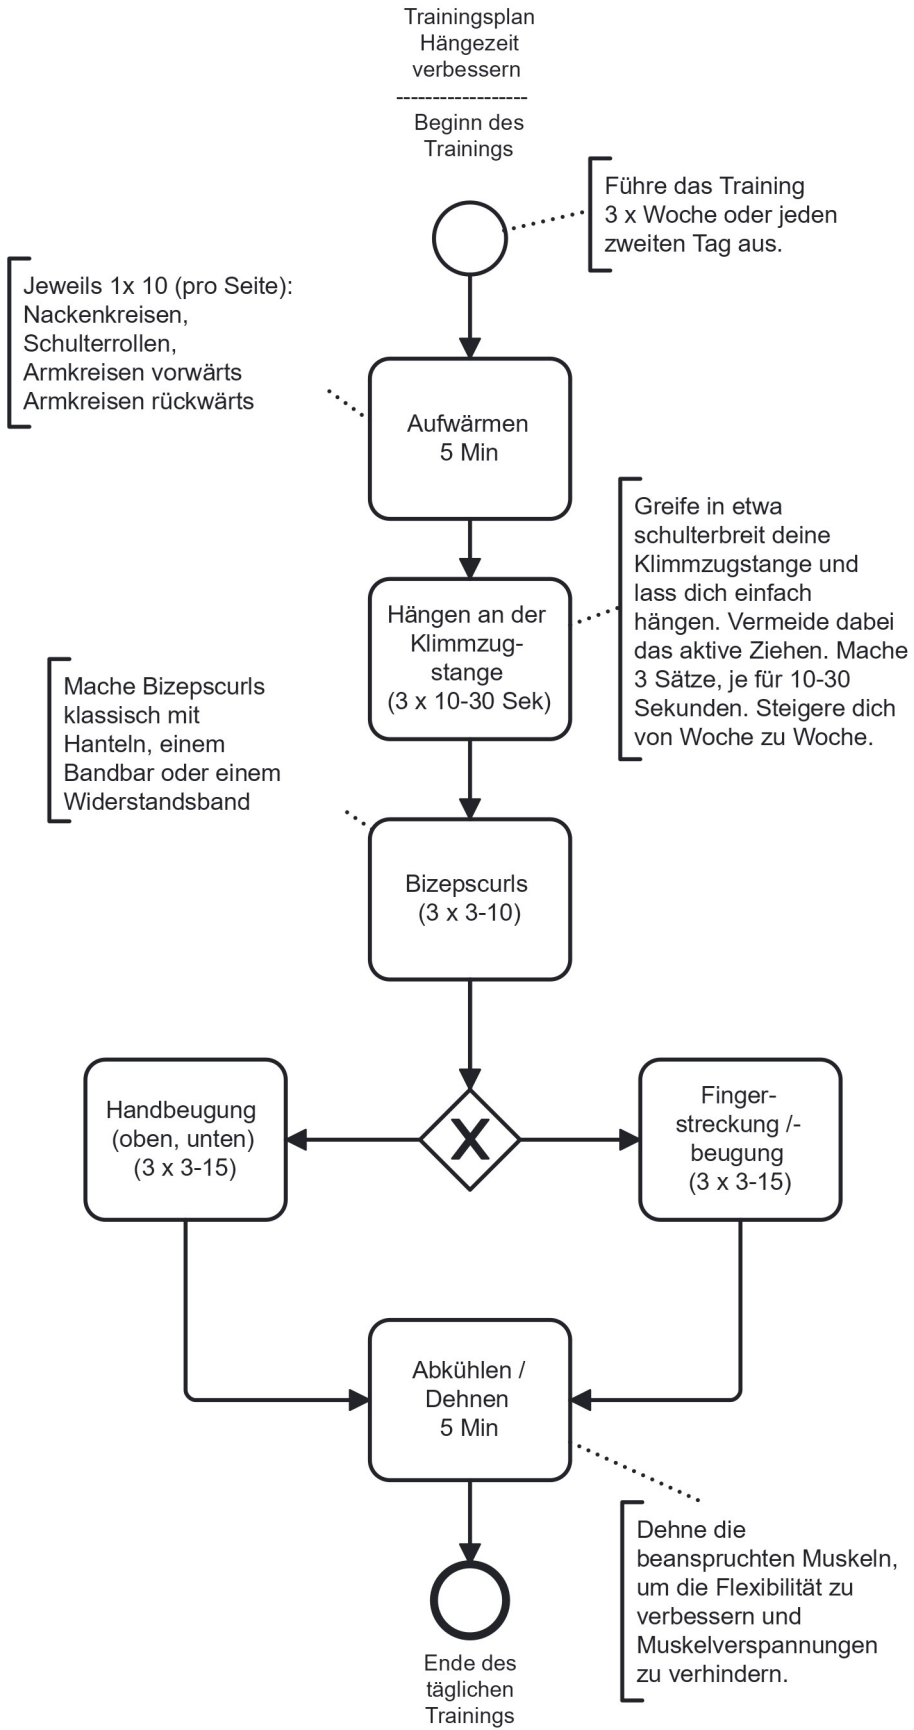 Trainingsplan
Hängezeit
verbessern
------------------
Beginn des
Trainings
Führe das Training
3 x Woche oder jeden
zweiten Tag aus.
Jeweils 1x 10 (pro Seite):
Nackenkreisen,
Schulterrollen,
Armkreisen vorwärts
Armkreisen rückwärts
Aufwärmen
5 Min
Greife in etwa
schulterbreit deine
Klimmzugstange und
lass dich einfach
hängen. Vermeide dabei
das aktive Ziehen. Mache
3 Sätze, je für 10-30
Sekunden. Steigere dich
von Woche zu Woche.
Hängen an der
Klimmzug-
stange
(3 x 10-30 Sek)
Mache Bizepscurls
klassisch mit
Hanteln, einem
Bandbar oder einem
Widerstandsband
Bizepscurls
(3 x 3-10)
Handbeugung
(oben, unten)
(3 x 3-15)
X
Finger-
streckung /-
beugung
(3 x 3-15)
Abkühlen /
Dehnen
5 Min
Dehne die
beanspruchten Muskeln,
um die Flexibilität zu
verbessern und
Muskelverspannungen
zu verhindern.
Ende des
täglichen
Trainings